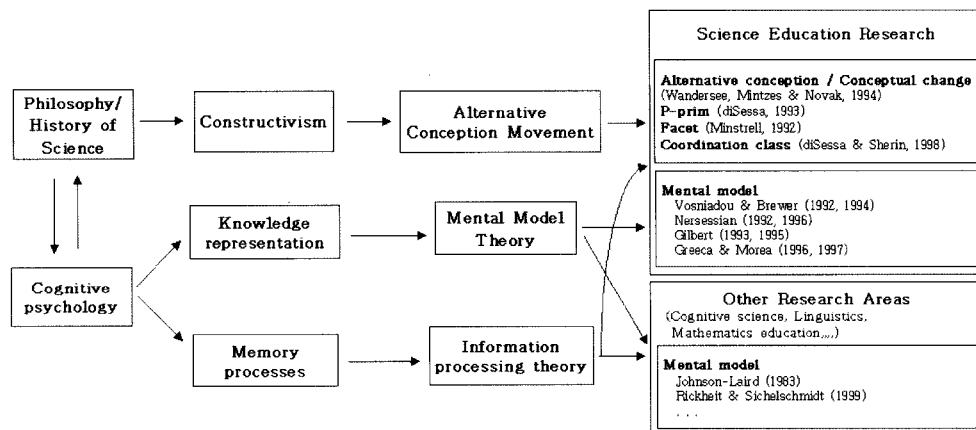 Philosophy/
History of
Science
Constructivism
Alternative
Conception Movement
Cognitive
psychology
Knowledge
representation
Mental Model
Theory
Memory
processes
Information
processing theory
Science Education Research
Alternative conception / Conceptual change
(Wandersee, Mintzes & Novak, 1994)
P-prim (diSessa, 1993)
Facet (Minstrell, 1992)
Coordination class (diSessa & Sherin, 1998)
Mental model
Vosniadou & Brewer (1992, 1994)
Nersessian (1992, 1996)
Gilbert (1993, 1995)
Greeca & Morea (1996, 1997)
Other Research Areas
(Cognitive science, Linguistics,
Mathematics education,,,,)
Mental model
Johnson-Laird (1983)
Rickheit & Sichelschmidt (1999)
. . .